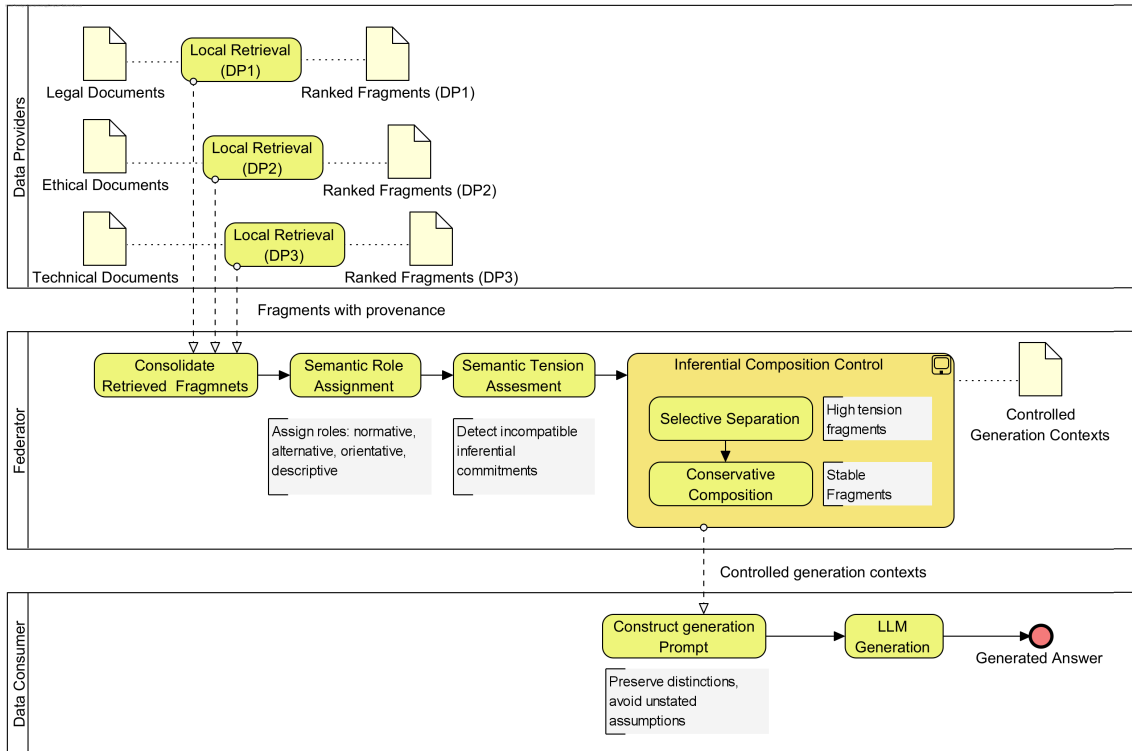 Data Providers
Local Retrieval
(DP1)
Legal Documents
Ranked Fragments (DP1)
Local Retrieval
(DP2)
Ethical Documents
Ranked Fragments (DP2)
Local Retrieval
(DP3)
Technical Documents
Ranked Fragments (DP3)
Fragments with provenance
Federator
Consolidate
Retrieved Fragmnets
Semantic Role
Assignment
Semantic Tension
Assesment
Inferential Composition Control
Assign roles: normative,
alternative, orientative,
descriptive
Detect incompatible
inferential
commitments
Selective Separation
High tension
fragments
Conservative
Composition
Stable
Fragments
Controlled
Generation Contexts
Controlled generation contexts
Data Consumer
Construct generation
Prompt
LLM
Generation
Generated Answer
Preserve distinctions,
avoid unstated
assumptions